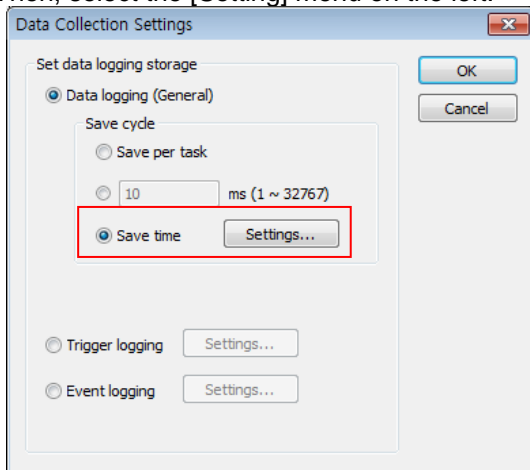 select the [Setting] menu on the left.
Data Collection Settings
Set data logging storage
OK
Data logging (General)
Cancel
Save cycle
Save per task
10 ms (1 ~ 32767)
Save time Settings...
Trigger logging Settings...
Event logging Settings...